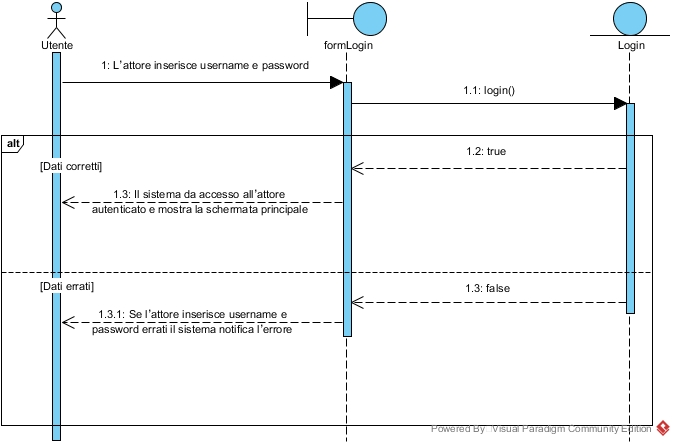 Utente
formLogin
Login
1: L'attore inserisce username e password
1.1: login()
alt
[Dati corretti]
1.2: true
1.3: Il sistema da accesso all'attore
autenticato e mostra la schermata principale
[Dati errati]
1.3: false
1.3.1: Se l'attore inserisce username e
password errati il sistema notifica l'errore
Powered By Visual Paradigm Community Edition